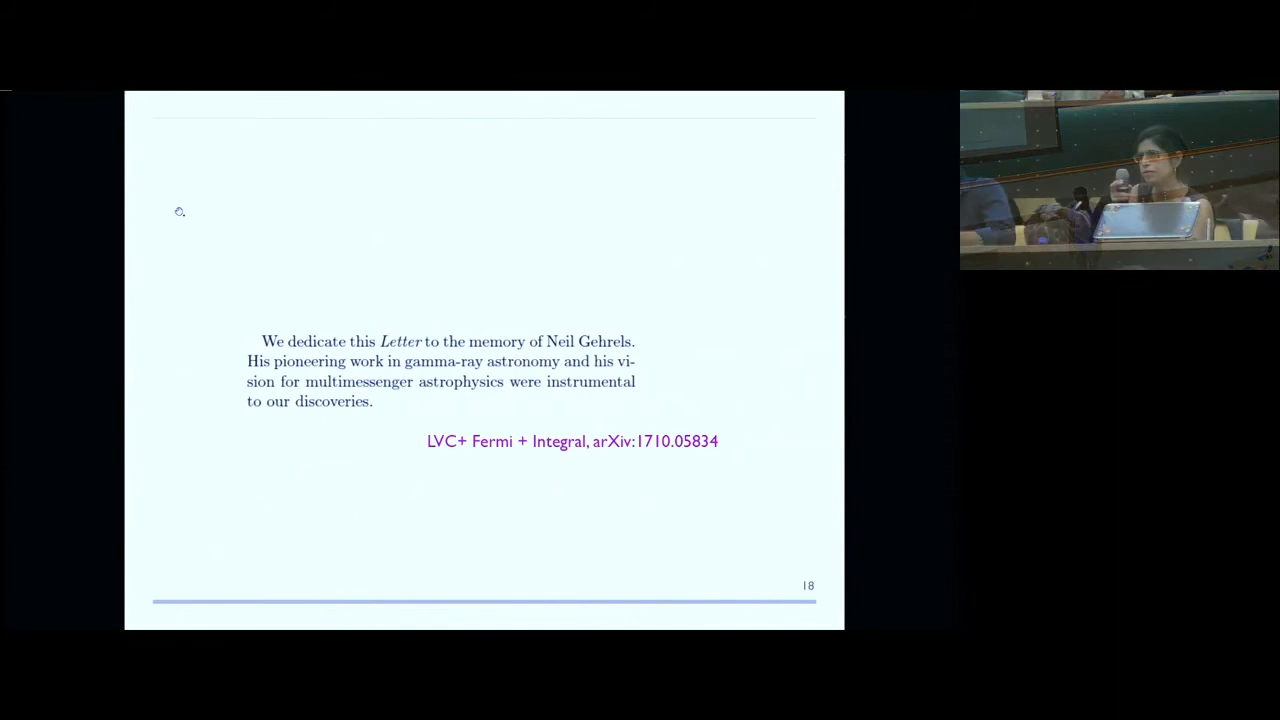 We dedicate this Letter to the memory of Neil Gehrels.
His pioneering work in gamma-ray astronomy and his vi-
sion for multimessenger astrophysics were instrumental
to our discoveries.
LVC+ Fermi + Integral, arXiv:1710.05834
18